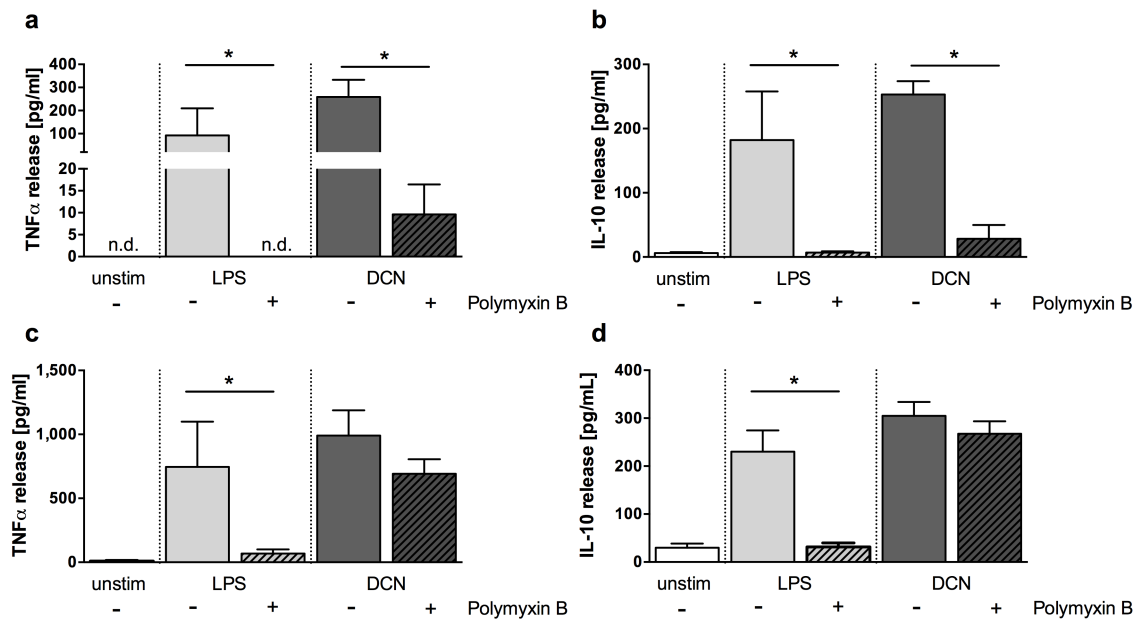 a
TNFα release [pg/ml]
400
300
200
100
20
15
10
5
0
*
*
n.d.
n.d.
unstim
LPS
DCN
-
-
+
-
+
Polymyxin B
b
IL-10 release [pg/ml]
300
200
100
0
*
*
unstim
LPS
DCN
-
-
+
-
+
Polymyxin B
c
TNFα release [pg/ml]
1,500
1,000
500
0
*
unstim
LPS
DCN
-
-
+
-
+
Polymyxin B
d
IL-10 release [pg/mL]
400
300
200
100
0
*
unstim
LPS
DCN
-
-
+
-
+
Polymyxin B